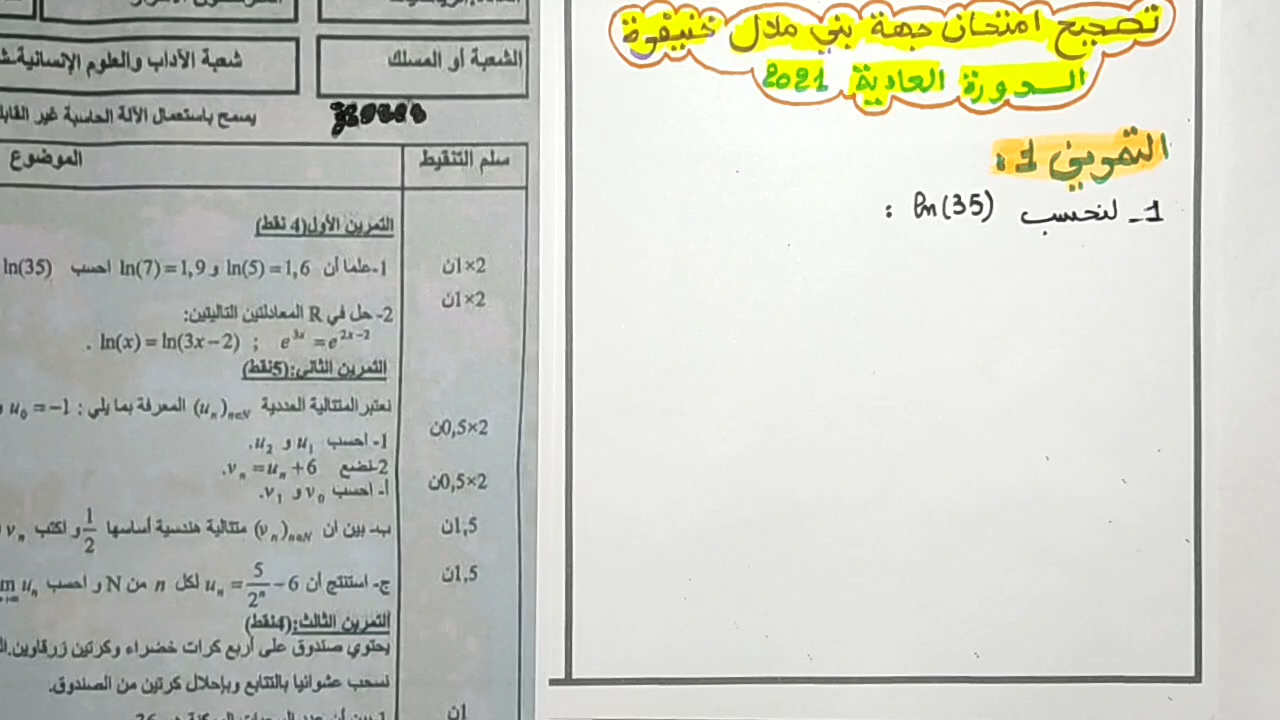 الشعبة أو المسلك
شعبة الآداب والعلوم الإنسانية
يسمح باستعمال الآلة الحاسبة غير
سلم التنقيط
الموضوع
التمرين الأول(4 نقط)
1-علما أن ln(5)=1,6 و ln(7)=1,9 احسب ln(35)
2×1ن
2- حل في R المعادلتين التاليتين:
2×1ن
ln(x)=ln(3x−2) ; e^{3x}=e^{2x−2} .
التمرين الثاني:(5نقط)
نعتبر المتتالية العددية (u_n)_{n∈N} المعرفة بما يلي : u_0=−1 و
1- احسب u_1 و u_2.
2×0,5ن
2-نضع v_n=u_n+6.
أ- احسب v_0 و v_1.
2×0,5ن
ب- بين ان (v_n)_{n∈N} متتالية هندسية أساسها 1/2 و اكتب v_n
1,5ن
ج- استنتج أن u_n=5/2^n−6 لكل n من N و احسب u_n
1,5ن
التمرين الثالث:(4نقط)
يحتوي صندوق على أربع كرات خضراء وكرتين زرقاوين.
نسحب عشوانيا بالتتابع وبإحلال كرتين من الصندوق.
1ن
تصحيح امتحان جهة بني ملال خنيفرة
الدورة العادية 2021
التمرين 1 :
1- لنحسب ln(35) :